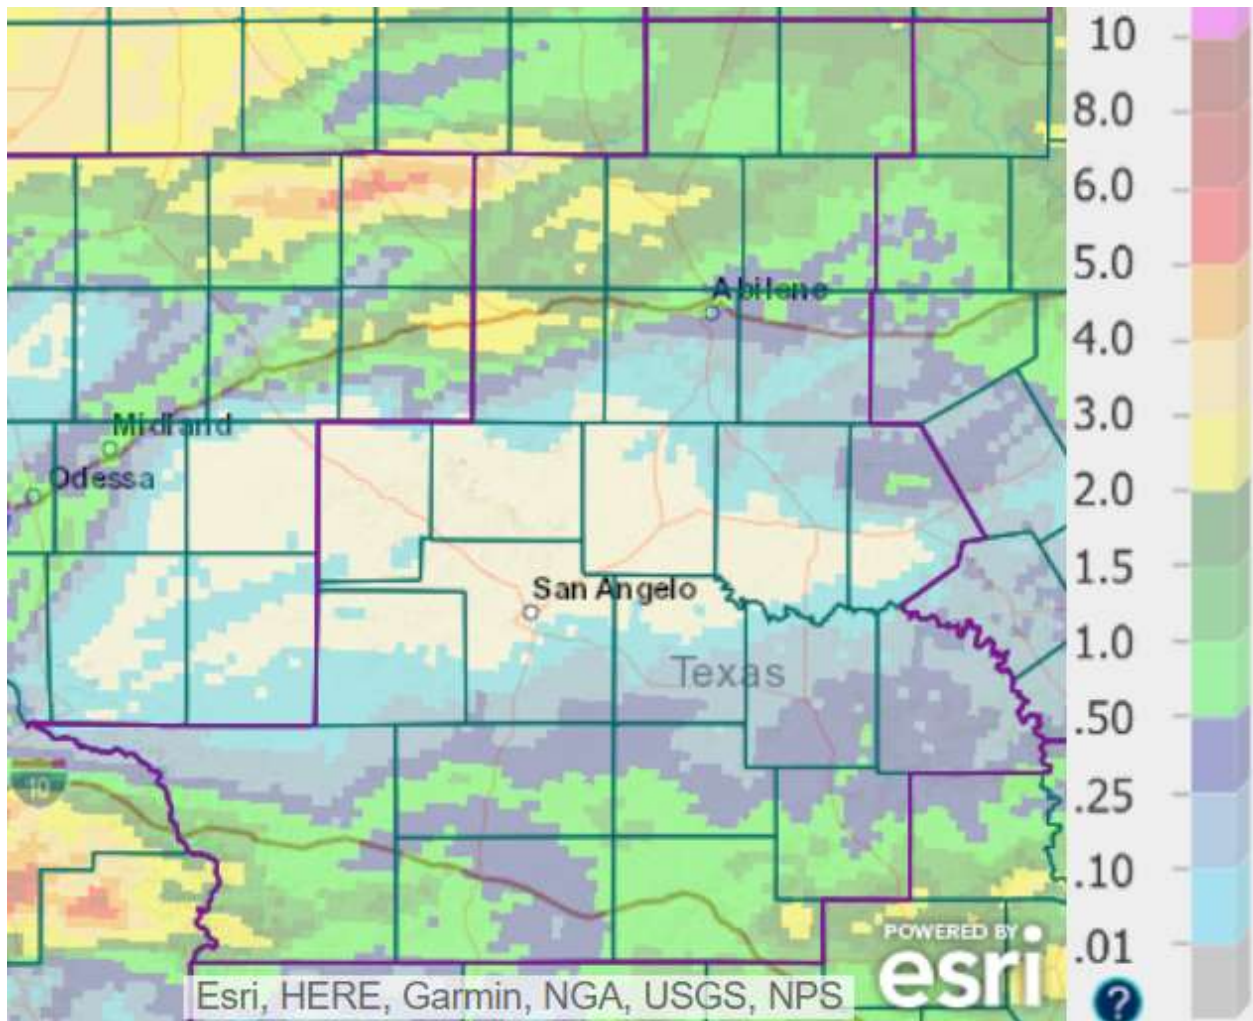 10
8.0
6.0
5.0
4.0
3.0
2.0
1.5
1.0
.50
.25
.10
.01
?
Abilene
Midland
Odessa
San Angelo
Texas
10
POWERED BY
esri
Esri, HERE, Garmin, NGA, USGS, NPS